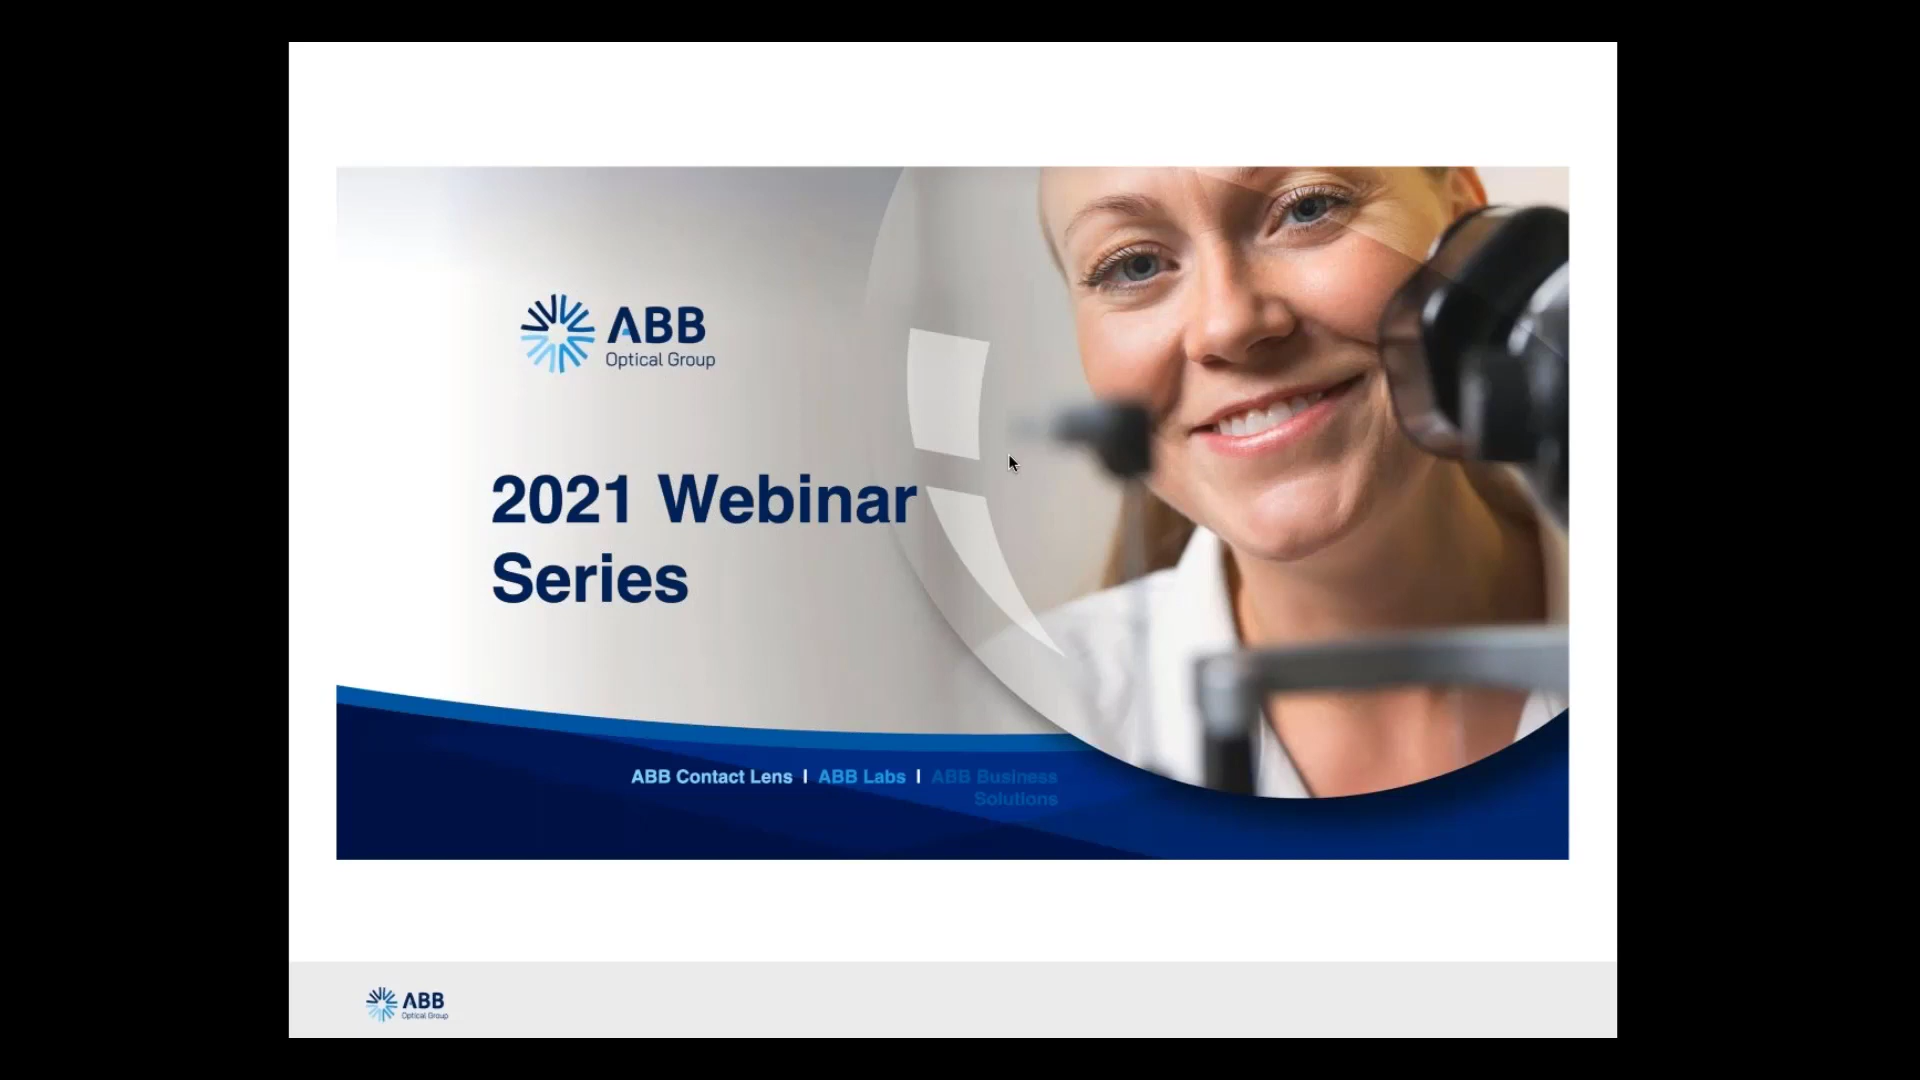 ABB
Optical Group
2021 Webinar
Series
ABB Contact Lens I ABB Labs I ABB Business
Solutions
ABB
Optical Group